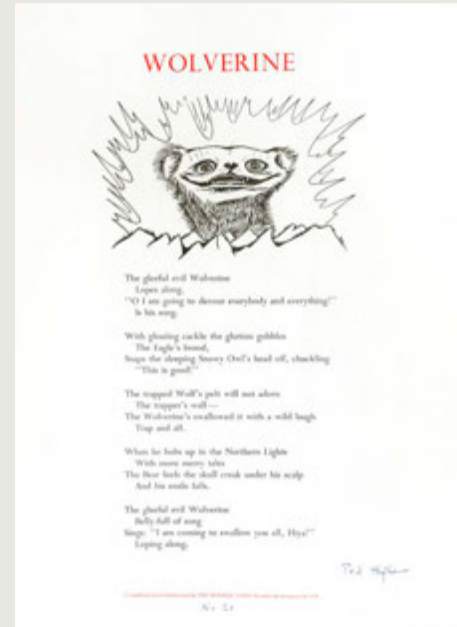 WOLVERINE
The gleeful evil Wolverine
Lopes along,
"O I am going to devour everybody and everything!"
Is his song.
With gloating cackle the glutton gobbles
The Eagle's brood,
Snaps the sleeping Snowy Owl's head off, chuckling
"This is good!"
The trapped Wolf's pelt will not adorn
The trapper's wall —
The Wolverine's swallowed it with a wild laugh
Trap and all.
When he bobs up in the Northern Lights
With more merry tales
The Bear feels the skull creak under his scalp
And his smile fails.
The gleeful evil Wolverine
Belly-full of song
Sings: "I am coming to swallow you all, Hiya!"
Loping along.
Ted Hughes